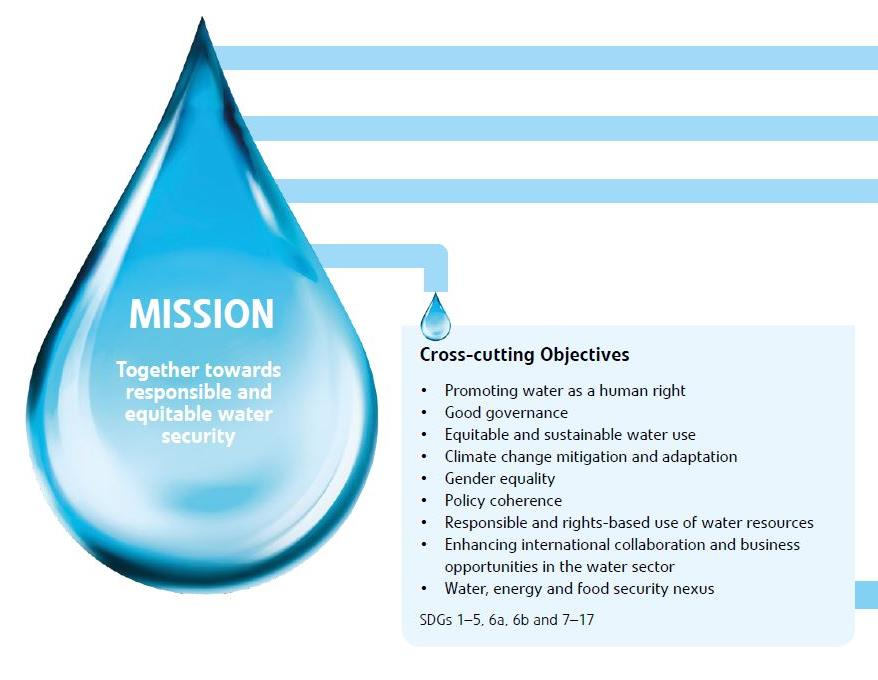 MISSION
Together towards
responsible and
equitable water
security
Cross-cutting Objectives
• Promoting water as a human right
• Good governance
• Equitable and sustainable water use
• Climate change mitigation and adaptation
• Gender equality
• Policy coherence
• Responsible and rights-based use of water resources
• Enhancing international collaboration and business
opportunities in the water sector
• Water, energy and food security nexus
SDGs 1–5, 6a, 6b and 7–17